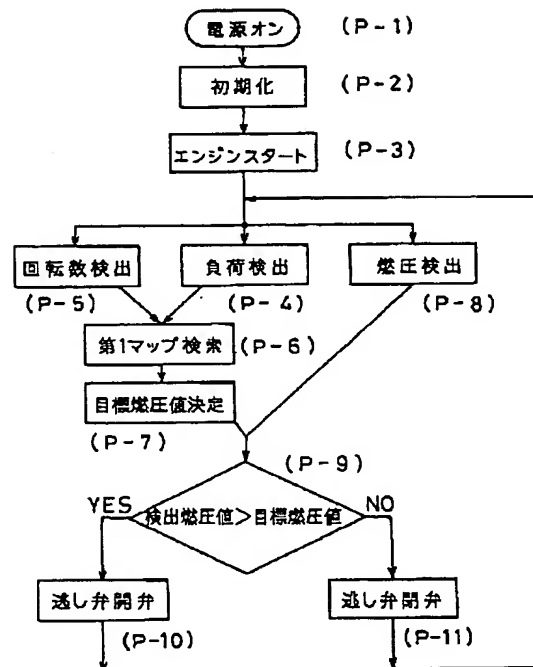 電源オン (P-1)
初期化 (P-2)
エンジンスタート (P-3)
回転数検出 負荷検出 燃圧検出
(P-5) (P-4) (P-8)
第1マップ検索 (P-6)
目標燃圧値決定
(P-7)
(P-9)
YES 検出燃圧値>目標燃圧値 NO
逃し弁開弁 逃し弁閉弁
(P-10) (P-11)